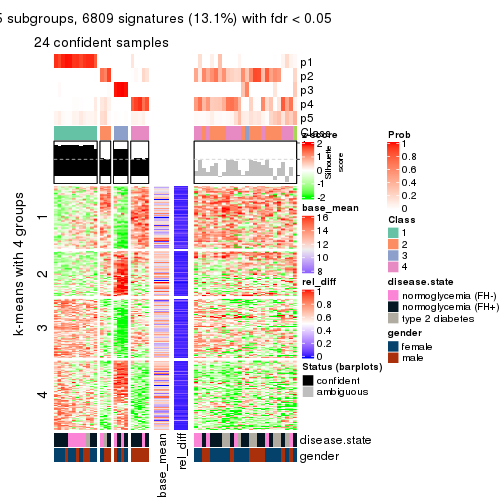 5 subgroups, 6809 signatures (13.1%) with fdr < 0.05
24 confident samples
p1
p2
p3
p4
p5
Class
z-score
2
1
0
-1
-2
Silhouette
score
base_mean
16
14
12
10
8
rel_diff
1
0.8
0.6
0.4
0.2
0
Status (barplots)
confident
ambiguous
Prob
1
0.8
0.6
0.4
0.2
0
Class
1
2
3
4
disease.state
normoglycemia (FH-)
normoglycemia (FH+)
type 2 diabetes
gender
female
male
k-means with 4 groups
1
2
3
4
base_mean
rel_diff
disease.state
gender